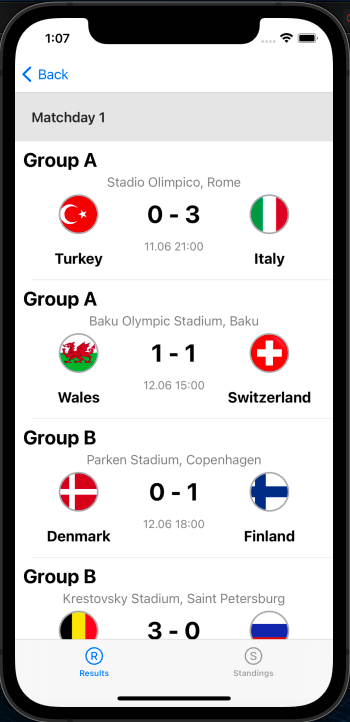 1:07
Back
Matchday 1
Group A
Stadio Olimpico, Rome
0 - 3
11.06 21:00
Turkey
Italy
Group A
Baku Olympic Stadium, Baku
1 - 1
12.06 15:00
Wales
Switzerland
Group B
Parken Stadium, Copenhagen
0 - 1
12.06 18:00
Denmark
Finland
Group B
Krestovsky Stadium, Saint Petersburg
3 - 0
R
S
Results
Standings